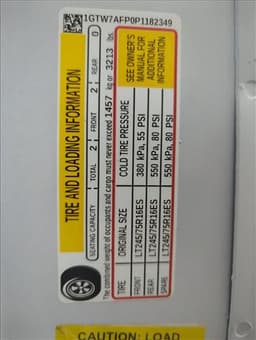 1GTW7AFP0P1182349
TIRE AND LOADING INFORMATION
SEATING CAPACITY TOTAL 2 FRONT 2 REAR 0
The combined weight of occupants and cargo must never exceed 1457 kg or 3213 lbs.
TIRE ORIGINAL SIZE COLD TIRE PRESSURE
FRONT LT245/75R16ES 380 kPa, 55 PSI
REAR LT245/75R16ES 550 kPa, 80 PSI
SPARE LT245/75R16ES 550 kPa, 80 PSI
SEE OWNER'S
MANUAL FOR
ADDITIONAL
INFORMATION
CAUTION: LOAD